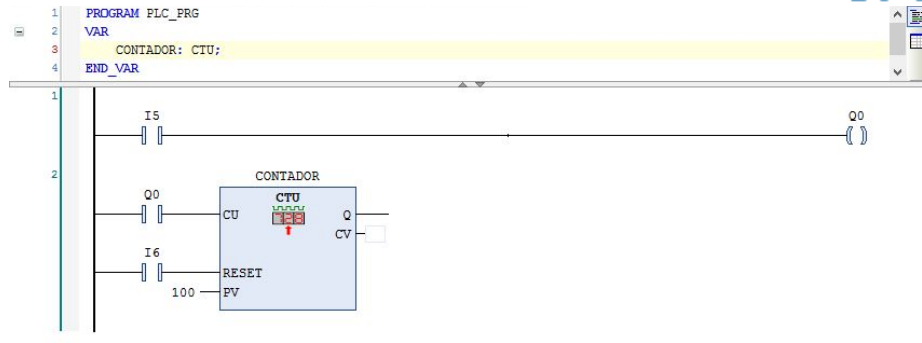 1 PROGRAM PLC_PRG
2 VAR
3 CONTADOR: CTU;
4 END_VAR
1
I5 Q0
2
CONTADOR
CTU
Q0 CU Q
CV
I6 RESET
100 PV